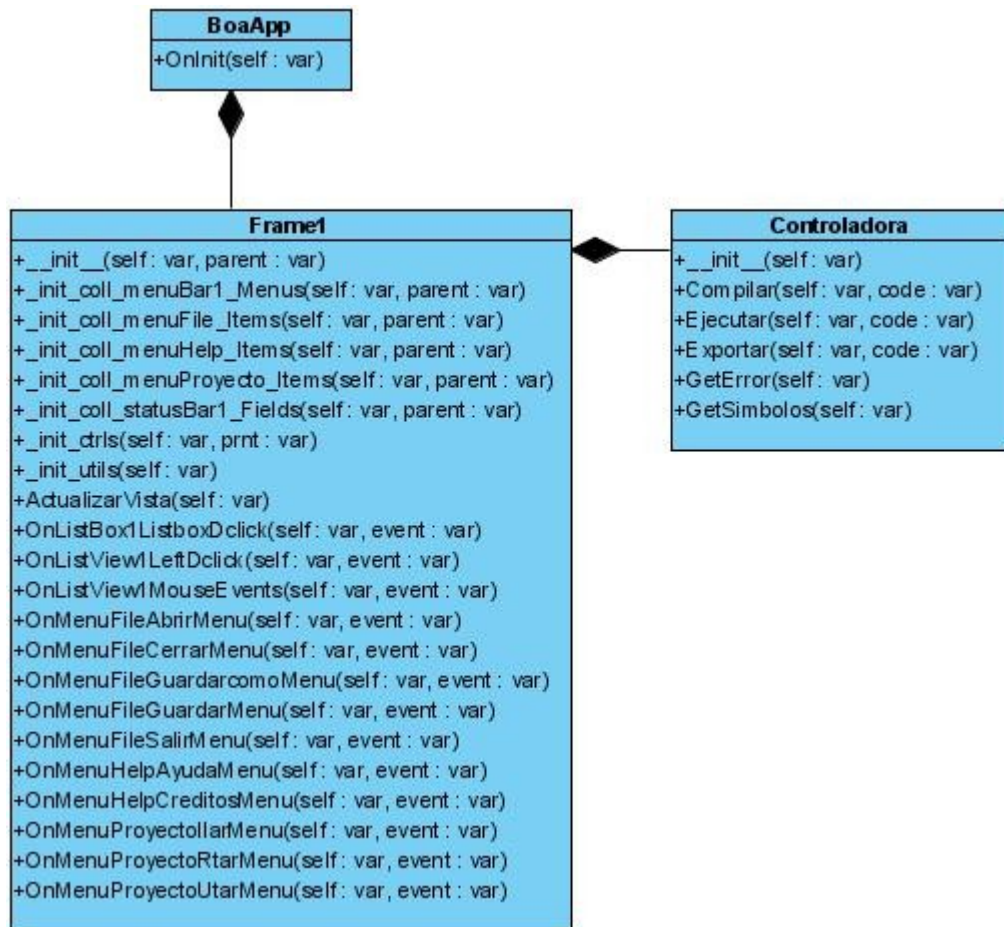 BoaApp
+OnInit(self : var)
Frame1
+__init__(self : var, parent : var)
+_init_coll_menuBar1_Menus(self : var, parent : var)
+_init_coll_menuFile_Items(self : var, parent : var)
+_init_coll_menuHelp_Items(self : var, parent : var)
+_init_coll_menuProyecto_Items(self : var, parent : var)
+_init_coll_statusBar1_Fields(self : var, parent : var)
+_init_ctrls(self : var, prnt : var)
+_init_utils(self : var)
+ActualizarVista(self : var)
+OnListBox1ListboxDclick(self : var, event : var)
+OnListView1LeftDclick(self : var, event : var)
+OnListView1MouseEvents(self : var, event : var)
+OnMenuFileAbrirMenu(self : var, event : var)
+OnMenuFileCerrarMenu(self : var, event : var)
+OnMenuFileGuardarcomoMenu(self : var, event : var)
+OnMenuFileGuardarMenu(self : var, event : var)
+OnMenuFileSalirMenu(self : var, event : var)
+OnMenuHelpAyudaMenu(self : var, event : var)
+OnMenuHelpCreditosMenu(self : var, event : var)
+OnMenuProyectoIlarMenu(self : var, event : var)
+OnMenuProyectoRtarMenu(self : var, event : var)
+OnMenuProyectoUtarMenu(self : var, event : var)
Controladora
+__init__(self : var)
+Compilar(self : var, code : var)
+Ejecutar(self : var, code : var)
+Exportar(self : var, code : var)
+GetError(self : var)
+GetSimbolos(self : var)